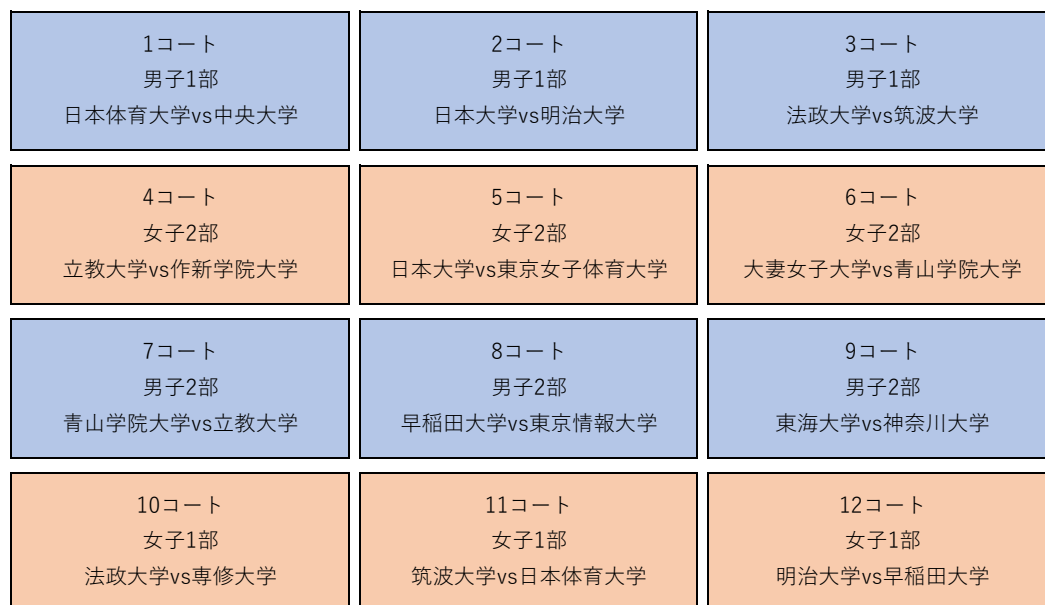 1コート
男子1部
日本体育大学vs中央大学
2コート
男子1部
日本大学vs明治大学
3コート
男子1部
法政大学vs筑波大学
4コート
女子2部
立教大学vs作新学院大学
5コート
女子2部
日本大学vs東京女子体育大学
6コート
女子2部
大妻女子大学vs青山学院大学
7コート
男子2部
青山学院大学vs立教大学
8コート
男子2部
早稲田大学vs東京情報大学
9コート
男子2部
東海大学vs神奈川大学
10コート
女子1部
法政大学vs専修大学
11コート
女子1部
筑波大学vs日本体育大学
12コート
女子1部
明治大学vs早稲田大学